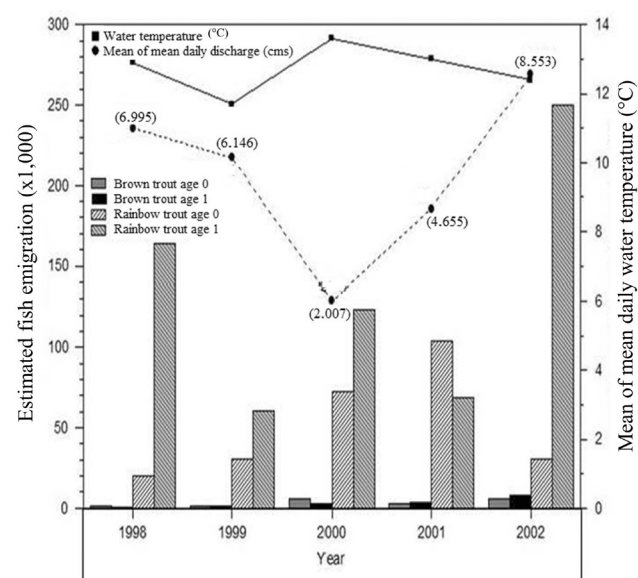 Estimated fish emigration (x1,000)
300
250
200
150
100
50
0
Water temperature (°C)
Mean of mean daily discharge (cms)
(6.995)
(6.146)
(2.007)
(4.655)
(8.553)
Brown trout age 0
Brown trout age 1
Rainbow trout age 0
Rainbow trout age 1
14
12
10
8
6
4
2
0
Mean of mean daily water temperature (°C)
1998 1999 2000 2001 2002
Year